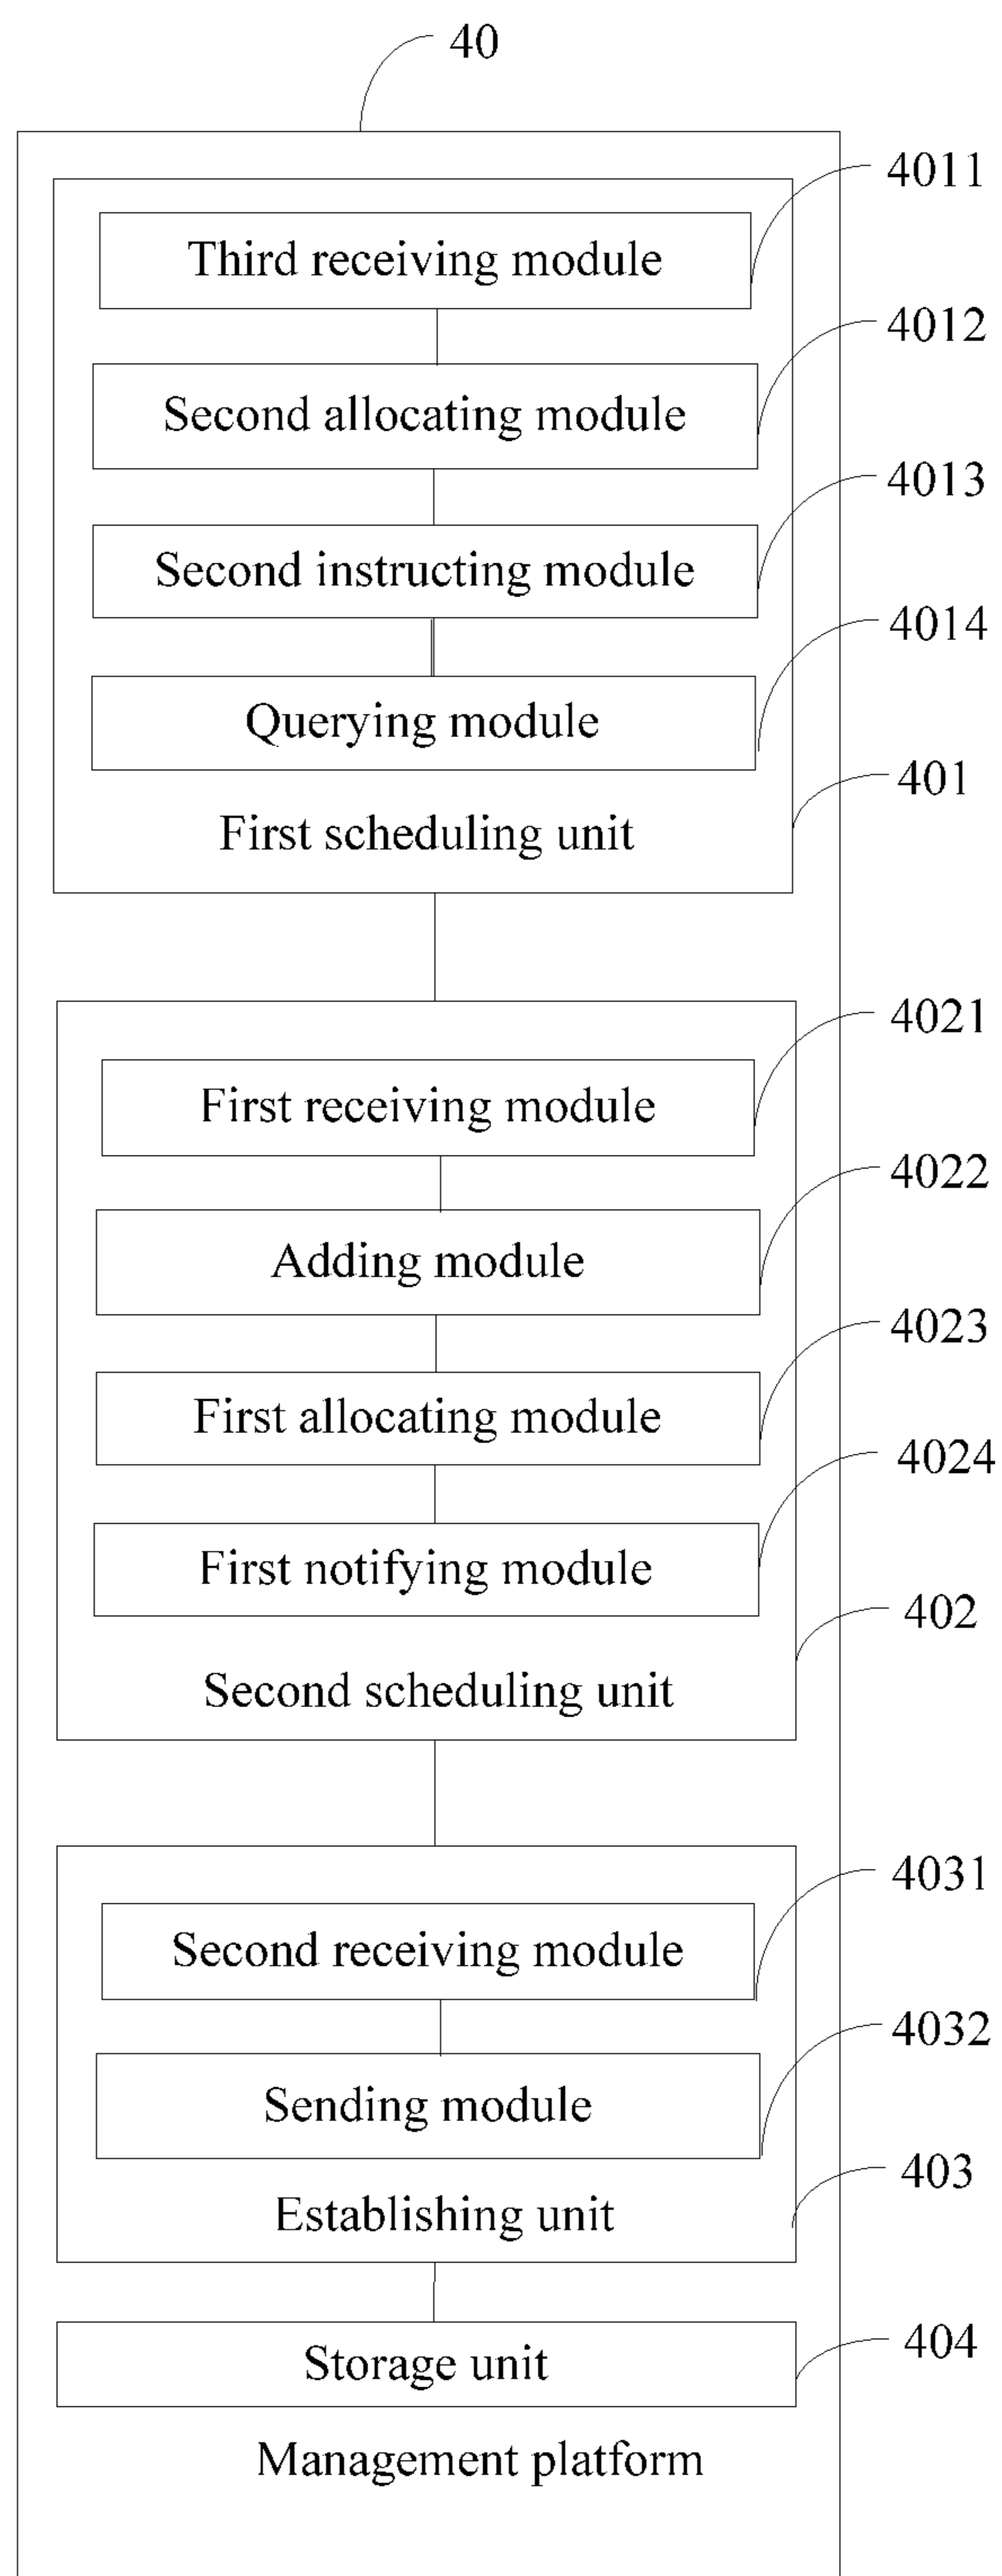 40
4011
Third receiving module
4012
Second allocating module
4013
Second instructing module
4014
Querying module
401
First scheduling unit
4021
First receiving module
4022
Adding module
4023
First allocating module
4024
First notifying module
402
Second scheduling unit
4031
Second receiving module
4032
Sending module
403
Establishing unit
404
Storage unit
Management platform